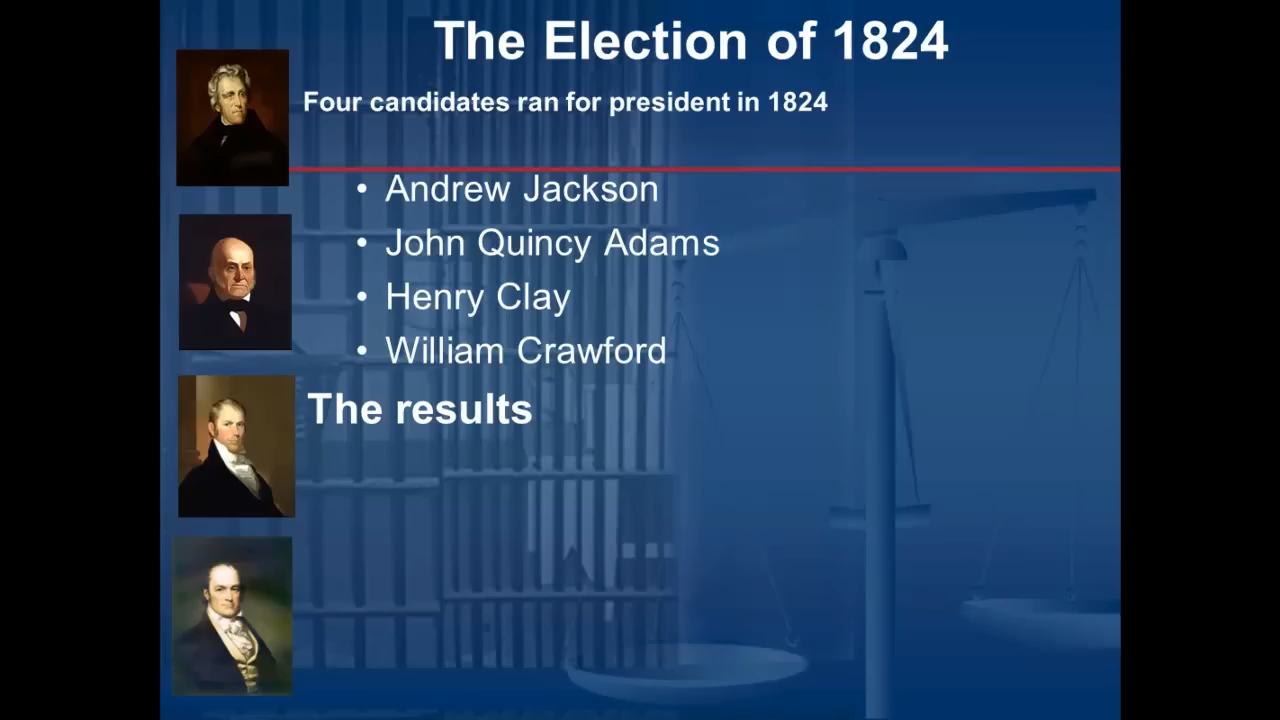 The Election of 1824
Four candidates ran for president in 1824
• Andrew Jackson
• John Quincy Adams
• Henry Clay
• William Crawford
The results